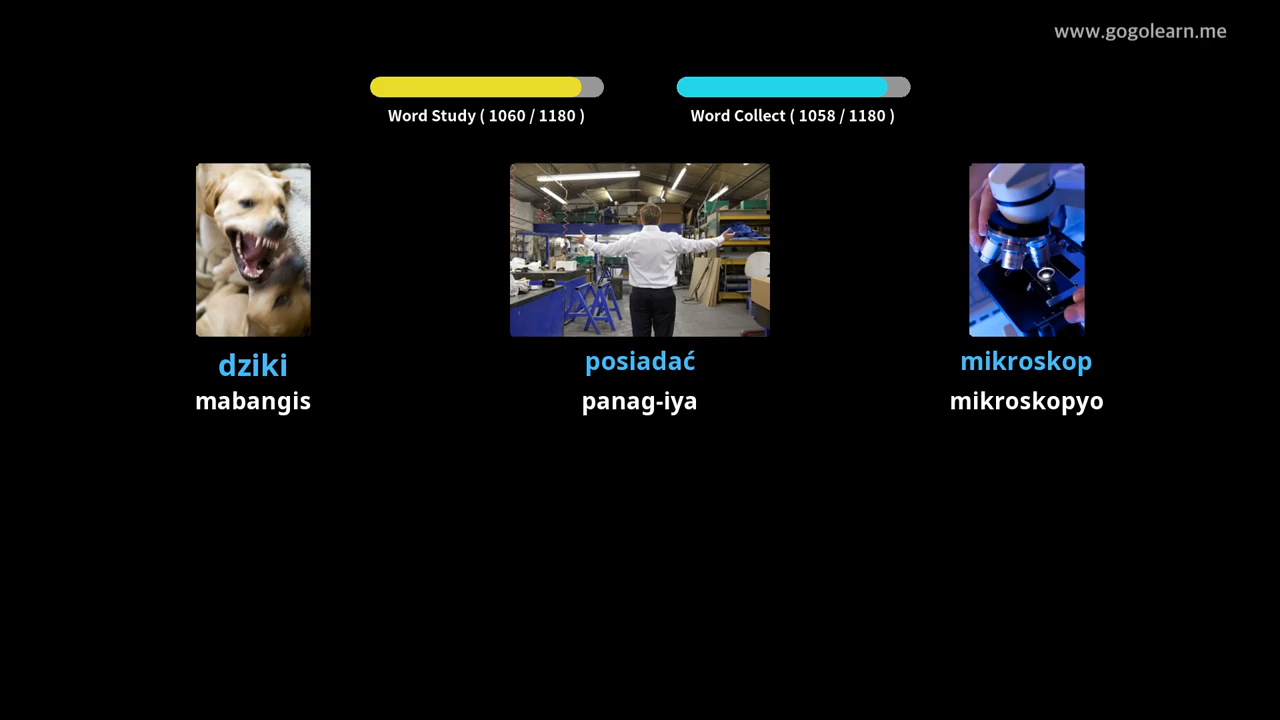 www.gogolearn.me
Word Study ( 1060 / 1180 )
Word Collect ( 1058 / 1180 )
dziki
mabangis
posiadać
panag-iya
mikroskop
mikroskopyo